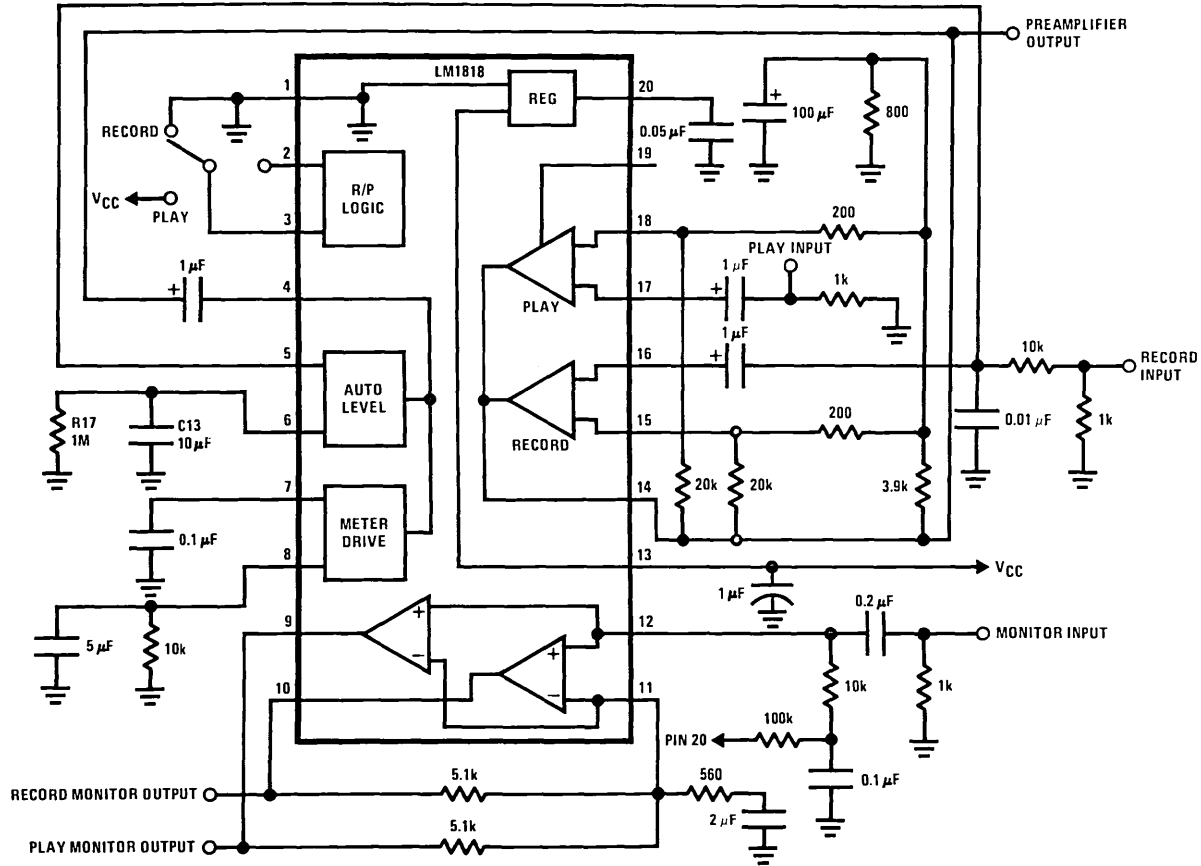 PREAMPLIFIER
OUTPUT
LM1818
1
REG
20
RECORD
0.05 µF
+
100 µF
800
2
19
R/P
LOGIC
VCC
PLAY
3
18
200
PLAY INPUT
1 µF
+
4
1 µF
+
17
1k
PLAY
1 µF
+
5
16
10k
RECORD
INPUT
AUTO
LEVEL
R17
1M
C13
10 µF
6
15
200
0.01 µF
1k
RECORD
7
14
20k
20k
3.9k
METER
DRIVE
0.1 µF
8
13
VCC
1 µF
0.2 µF
5 µF
10k
9
+
−
12
MONITOR INPUT
+
−
10
11
10k
1k
100k
PIN 20
0.1 µF
RECORD MONITOR OUTPUT
5.1k
560
2 µF
5.1k
PLAY MONITOR OUTPUT